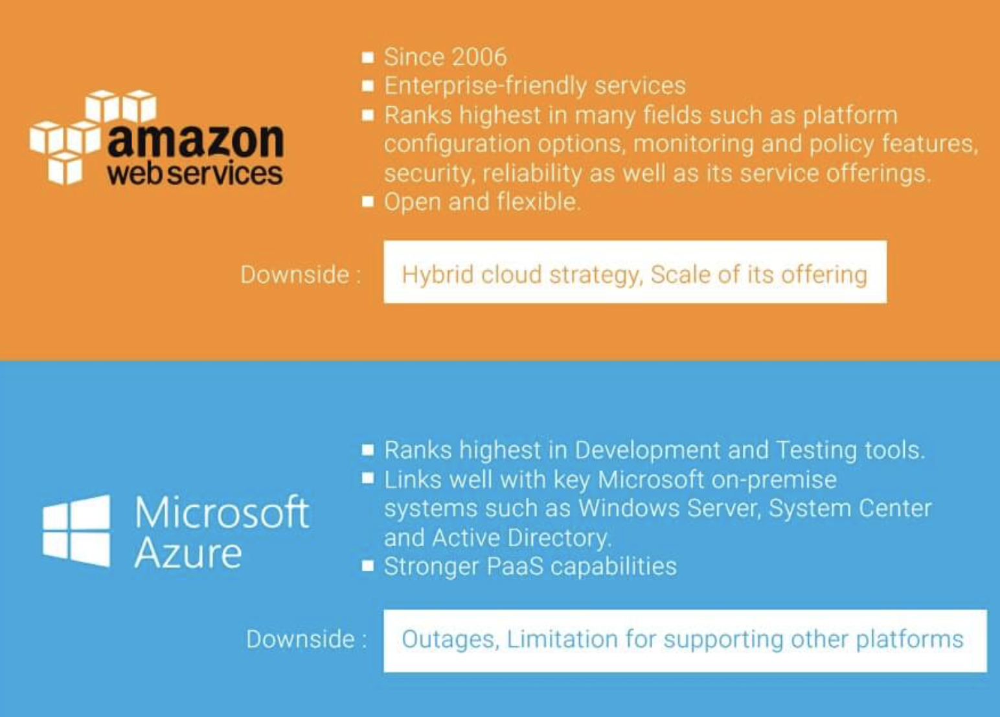 amazon
web services
Since 2006
Enterprise-friendly services
Ranks highest in many fields such as platform
configuration options, monitoring and policy features,
security, reliability as well as its service offerings.
Open and flexible.
Downside :
Hybrid cloud strategy, Scale of its offering
Microsoft
Azure
Ranks highest in Development and Testing tools.
Links well with key Microsoft on-premise
systems such as Windows Server, System Center
and Active Directory.
Stronger PaaS capabilities
Downside :
Outages, Limitation for supporting other platforms